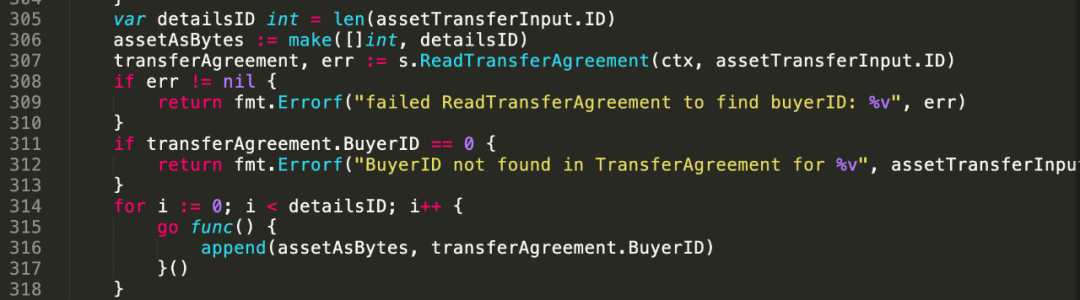 304 }
305 var detailsID int = len(assetTransferInput.ID)
306 assetAsBytes := make([]int, detailsID)
307 transferAgreement, err := s.ReadTransferAgreement(ctx, assetTransferInput.ID)
308 if err != nil {
309 return fmt.Errorf("failed ReadTransferAgreement to find buyerID: %v", err)
310 }
311 if transferAgreement.BuyerID == 0 {
312 return fmt.Errorf("BuyerID not found in TransferAgreement for %v", assetTransferInpu
313 }
314 for i := 0; i < detailsID; i++ {
315 go func() {
316 append(assetAsBytes, transferAgreement.BuyerID)
317 }()
318 }